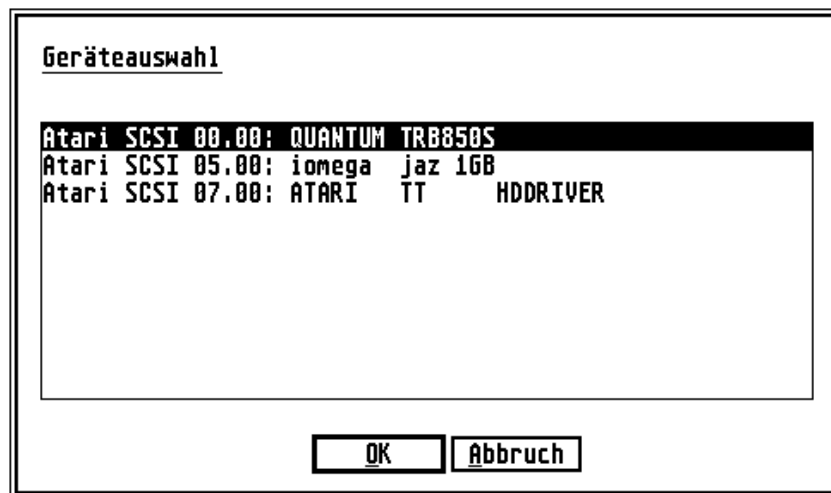 Geräteauswahl
Atari SCSI 00.00: QUANTUM TRB850S
Atari SCSI 05.00: iomega  jaz 1GB
Atari SCSI 07.00: ATARI   TT     HDDRIVER
OK Abbruch